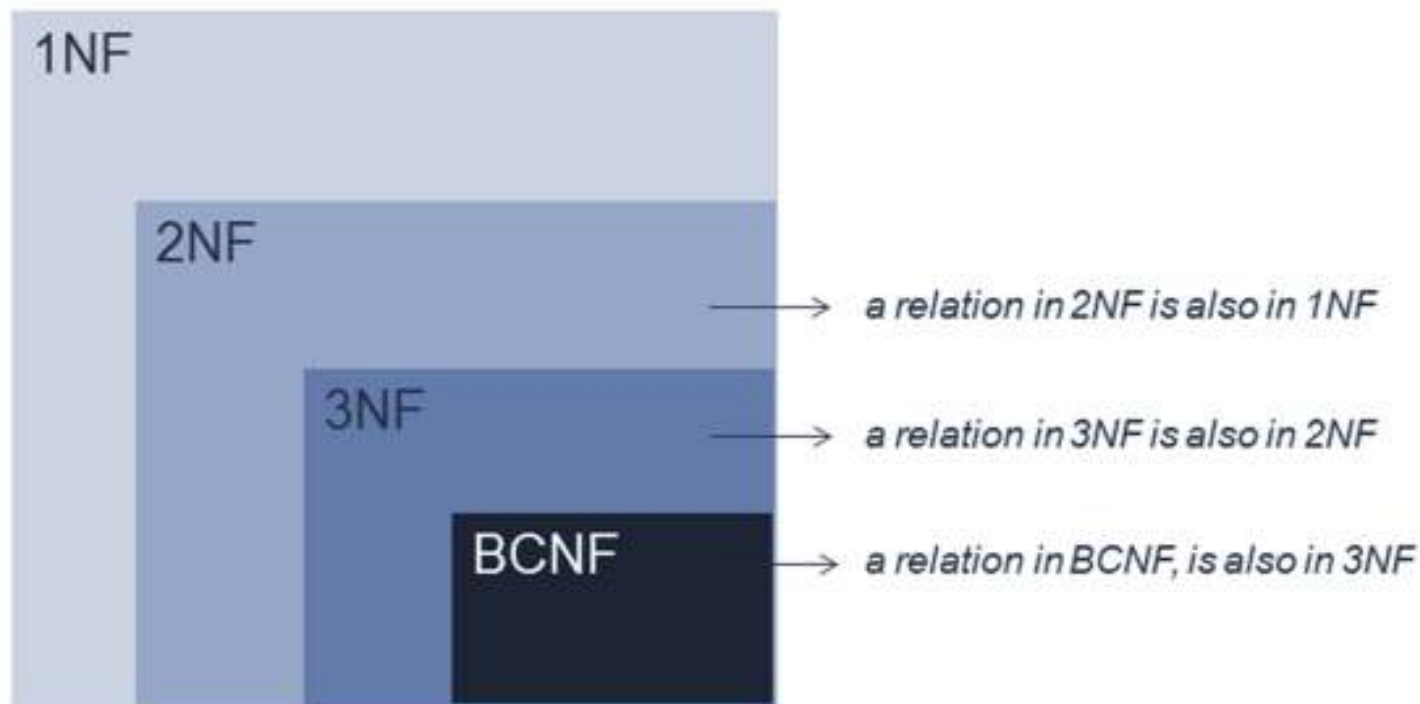 1NF
2NF
a relation in 2NF is also in 1NF
3NF
a relation in 3NF is also in 2NF
BCNF
a relation in BCNF, is also in 3NF